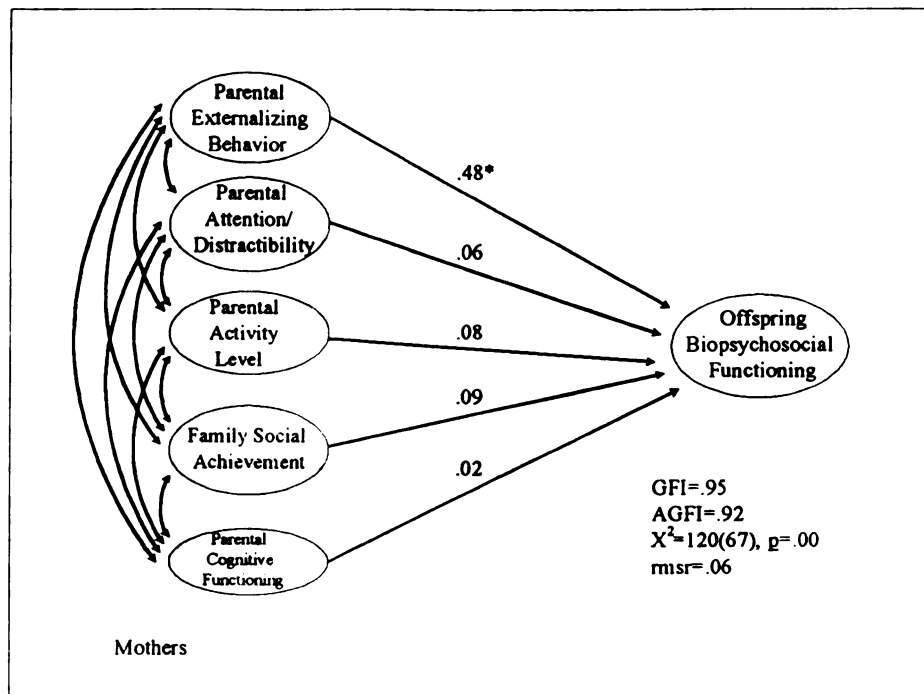 Parental
Externalizing
Behavior
.48*
Parental
Attention/
Distractibility
.06
Parental
Activity
Level
.08
Offspring
Biopsychosocial
Functioning
Family Social
Achievement
.09
Parental
Cognitive
Functioning
.02
GFI=.95
AGFI=.92
X²=120(67), p=.00
rmsr=.06
Mothers